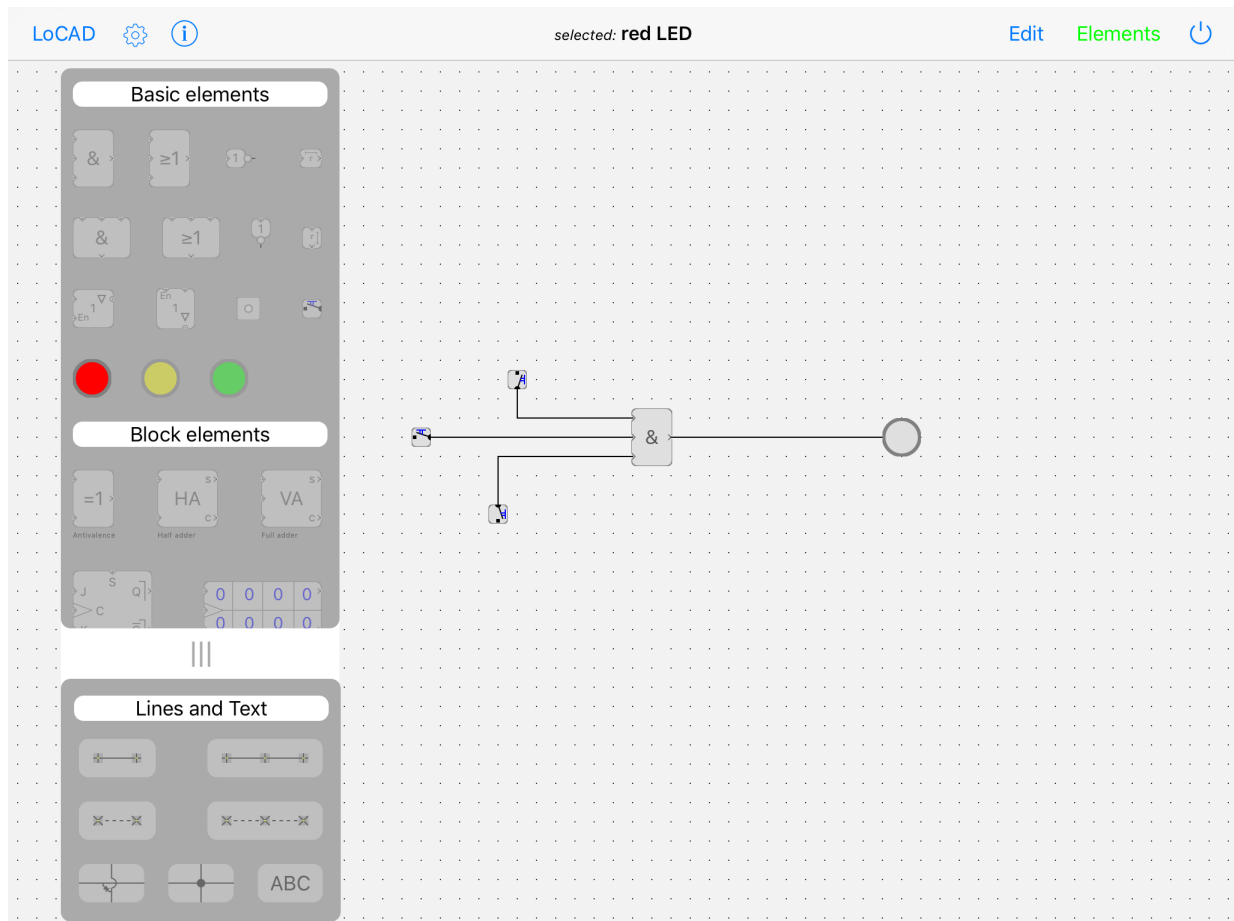 LoCAD
selected: red LED
Edit Elements
Basic elements
& ≥1 1
& ≥1 1
1 ▽ En
En 1 ▽
Block elements
=1 HA S C VA S C
Antivalence Half adder Full adder
S
J Q 0 0 0 0
C
0 0 0 0
Lines and Text
ABC
&